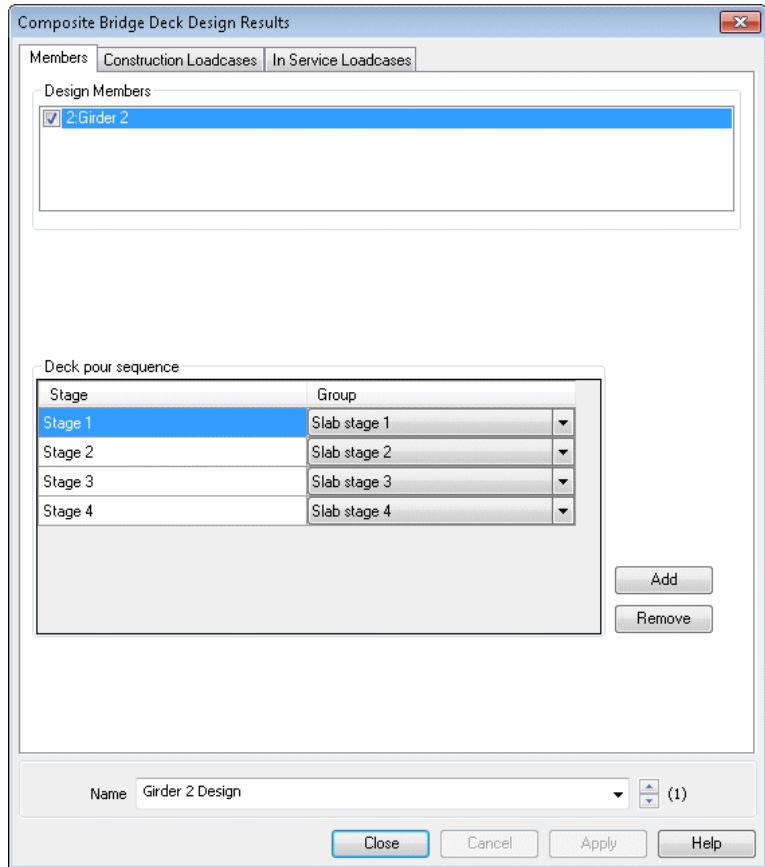 Composite Bridge Deck Design Results
Members Construction Loadcases In Service Loadcases
Design Members
2:Girder 2
Deck pour sequence
Stage Group
Stage 1 Slab stage 1
Stage 2 Slab stage 2
Stage 3 Slab stage 3
Stage 4 Slab stage 4
Add
Remove
Name Girder 2 Design (1)
Close Cancel Apply Help